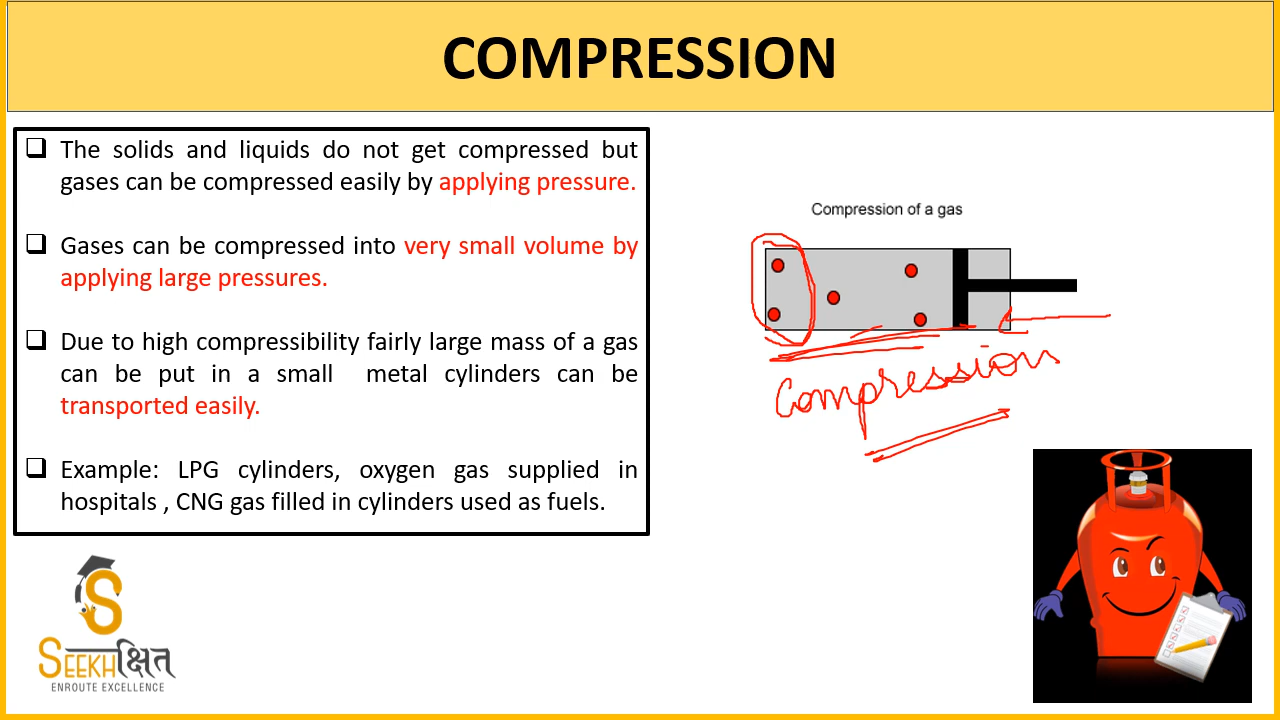 COMPRESSION
The solids and liquids do not get compressed but
gases can be compressed easily by applying pressure.
Gases can be compressed into very small volume by
applying large pressures.
Due to high compressibility fairly large mass of a gas
can be put in a small metal cylinders can be
transported easily.
Example: LPG cylinders, oxygen gas supplied in
hospitals , CNG gas filled in cylinders used as fuels.
Compression of a gas
Compression
SEEKHक्षित
ENROUTE EXCELLENCE